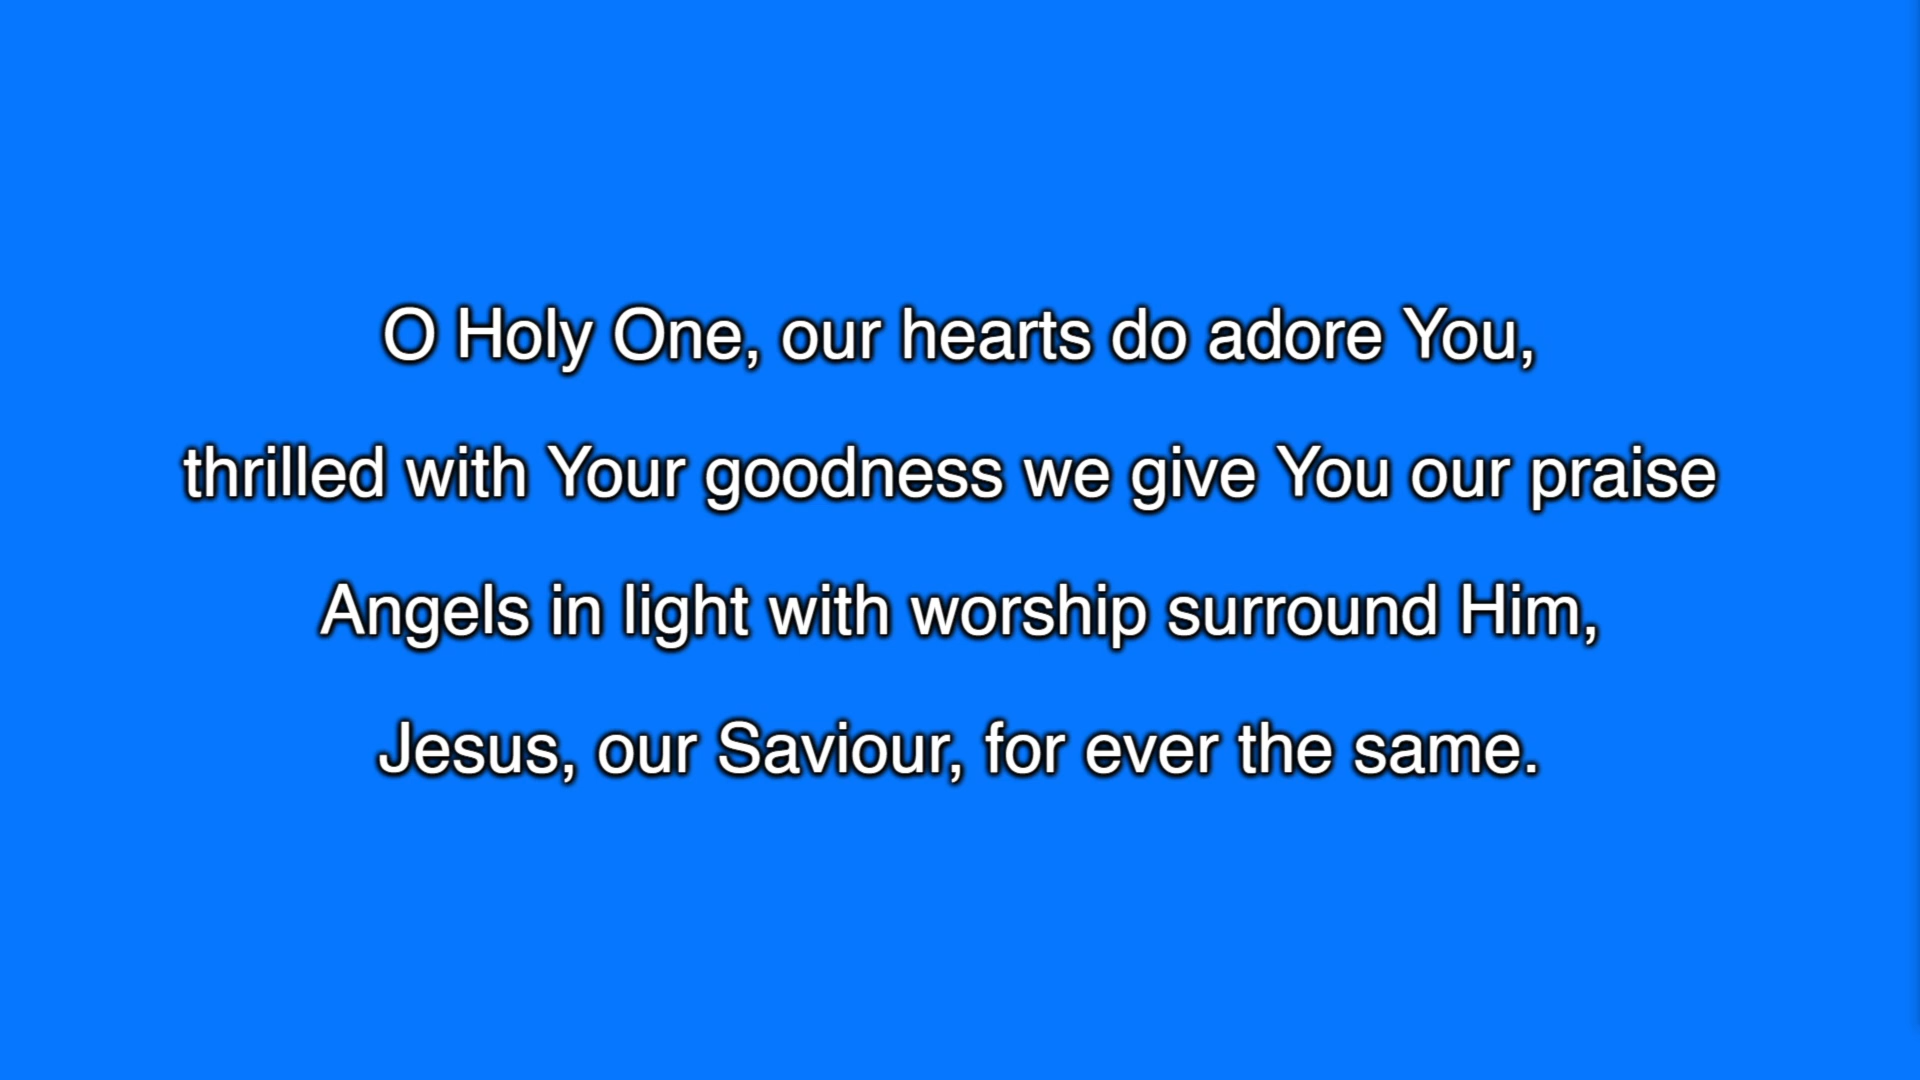 O Holy One, our hearts do adore You,
thrilled with Your goodness we give You our praise
Angels in light with worship surround Him,
Jesus, our Saviour, for ever the same.